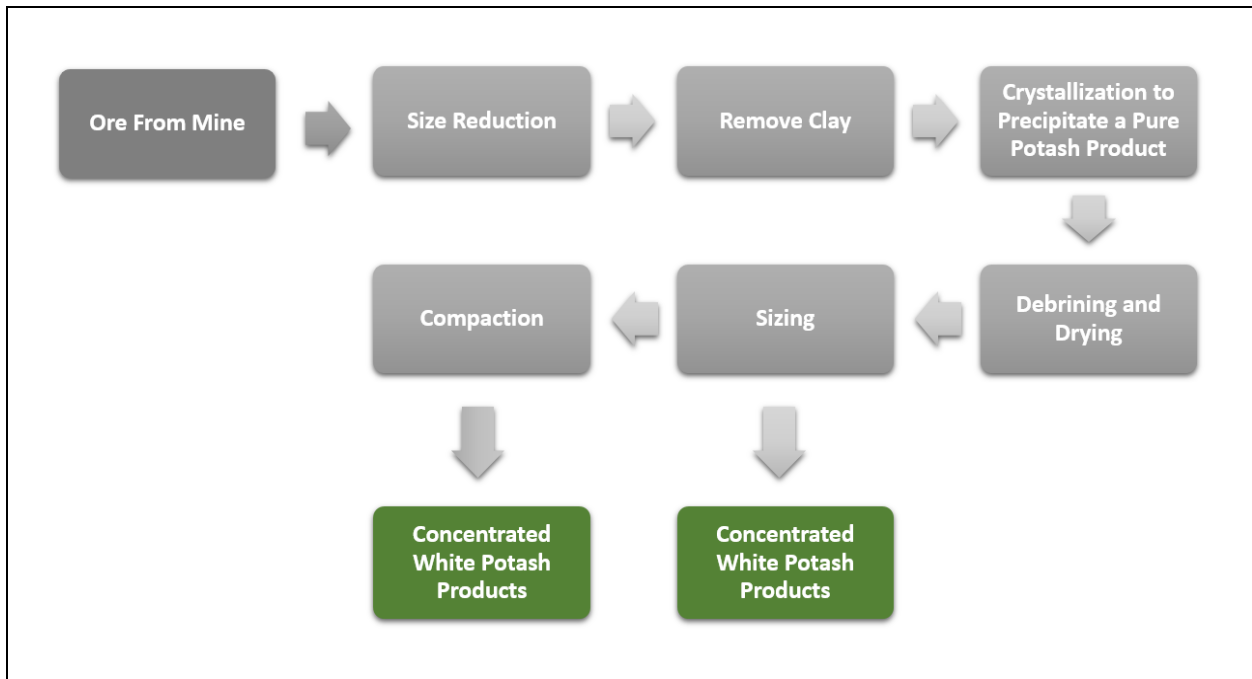 Ore From Mine
Size Reduction
Remove Clay
Crystallization to
Precipitate a Pure
Potash Product
Compaction
Sizing
Debrining and
Drying
Concentrated
White Potash
Products
Concentrated
White Potash
Products